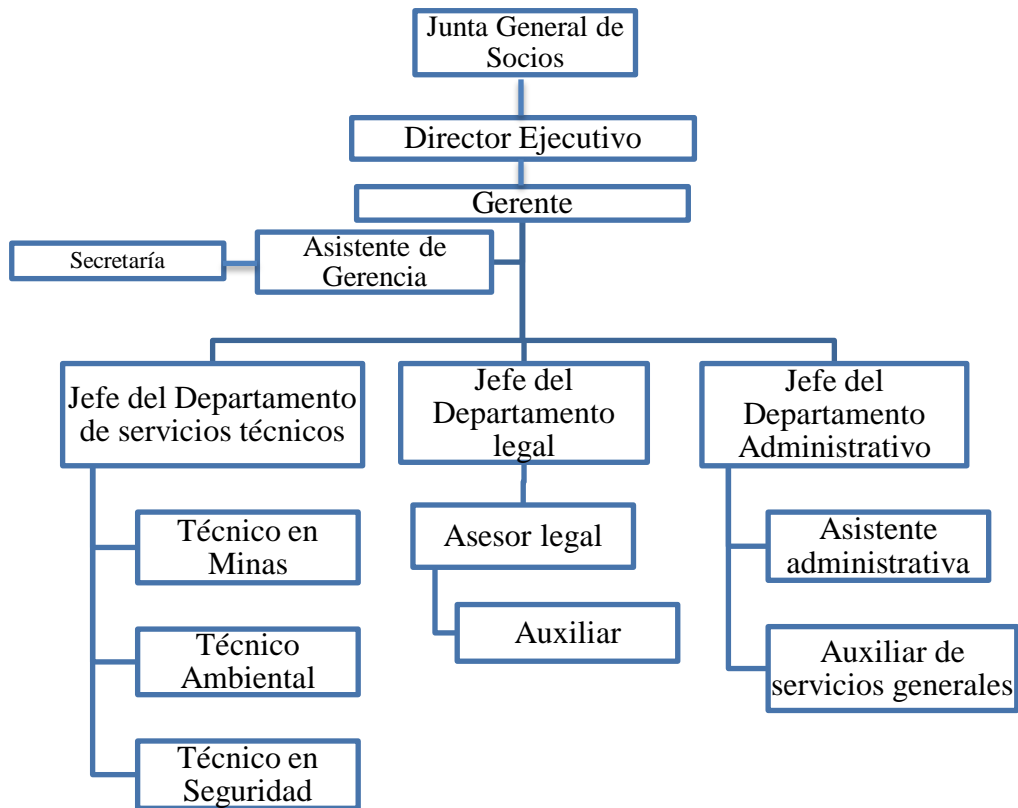 Junta General de
Socios
Director Ejecutivo
Gerente
Secretaría
Asistente de
Gerencia
Jefe del Departamento
de servicios técnicos
Jefe del
Departamento
legal
Jefe del
Departamento
Administrativo
Técnico en
Minas
Asesor legal
Asistente
administrativa
Técnico
Ambiental
Auxiliar
Auxiliar de
servicios generales
Técnico en
Seguridad